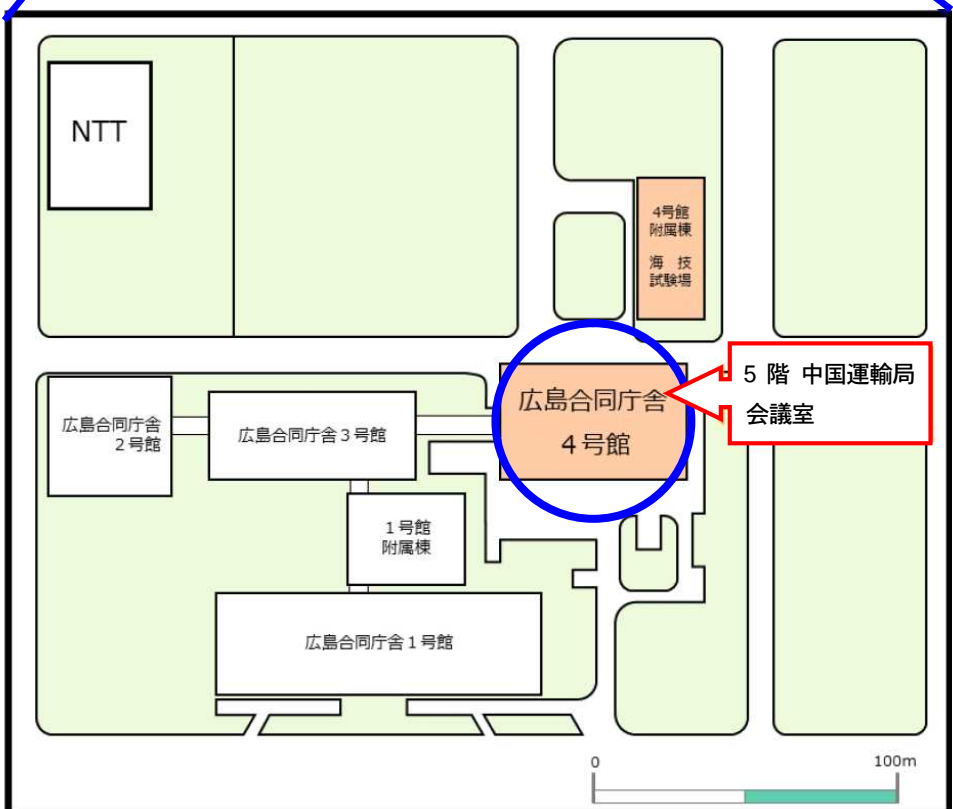 NTT
4号館
附属棟
海 技
試験場
5 階 中国運輸局
会議室
広島合同庁舎
4号館
広島合同庁舎
2号館
広島合同庁舎3号館
1号館
附属棟
広島合同庁舎1号館
0
100m